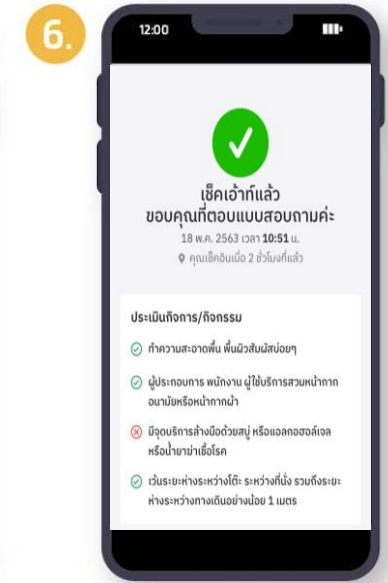 6.
12:00
เช็คเอ้าท์แล้ว
ขอบคุณที่ตอบแบบสอบถามค่ะ
18 พ.ค. 2563 เวลา 10:51 น.
คุณเช็คอินเมื่อ 2 ชั่วโมงที่แล้ว
ประเมินกิจการ/กิจกรรม
ทำความสะอาดพื้น พื้นผิวสัมผัสบ่อยๆ
ผู้ประกอบการ พนักงาน ผู้ใช้บริการสวมหน้ากาก
อนามัยหรือหน้ากากผ้า
มีจุดบริการล้างมือด้วยสบู่ หรือแอลกอฮอล์เจล
หรือน้ำยาฆ่าเชื้อโรค
เว้นระยะห่างระหว่างโต๊ะ ระหว่างที่นั่ง รวมถึงระยะ
ห่างระหว่างทางเดินอย่างน้อย 1 เมตร